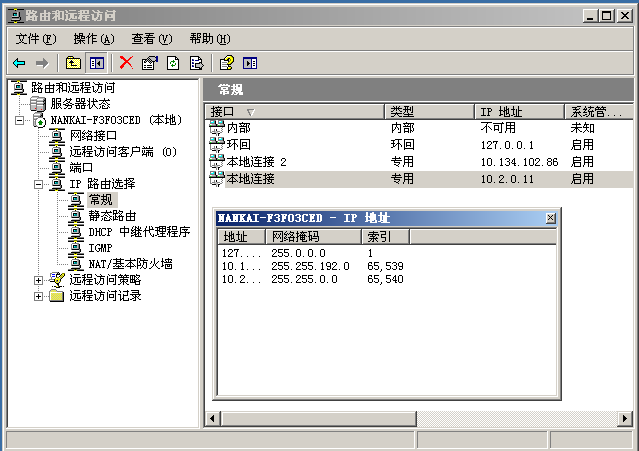 路由和远程访问
文件(F) 操作(A) 查看(V) 帮助(H)
路由和远程访问
服务器状态
NANKAI-F3F03CED (本地)
网络接口
远程访问客户端 (0)
端口
IP 路由选择
常规
静态路由
DHCP 中继代理程序
IGMP
NAT/基本防火墙
远程访问策略
远程访问记录
常规
接口 类型 IP 地址 系统管...
内部 内部 不可用 未知
环回 环回 127.0.0.1 启用
本地连接 2 专用 10.134.102.86 启用
本地连接 专用 10.2.0.11 启用
NANKAI-F3F03CED - IP 地址
地址 网络掩码 索引
127.... 255.0.0.0 1
10.1... 255.255.192.0 65,539
10.2... 255.255.0.0 65,540